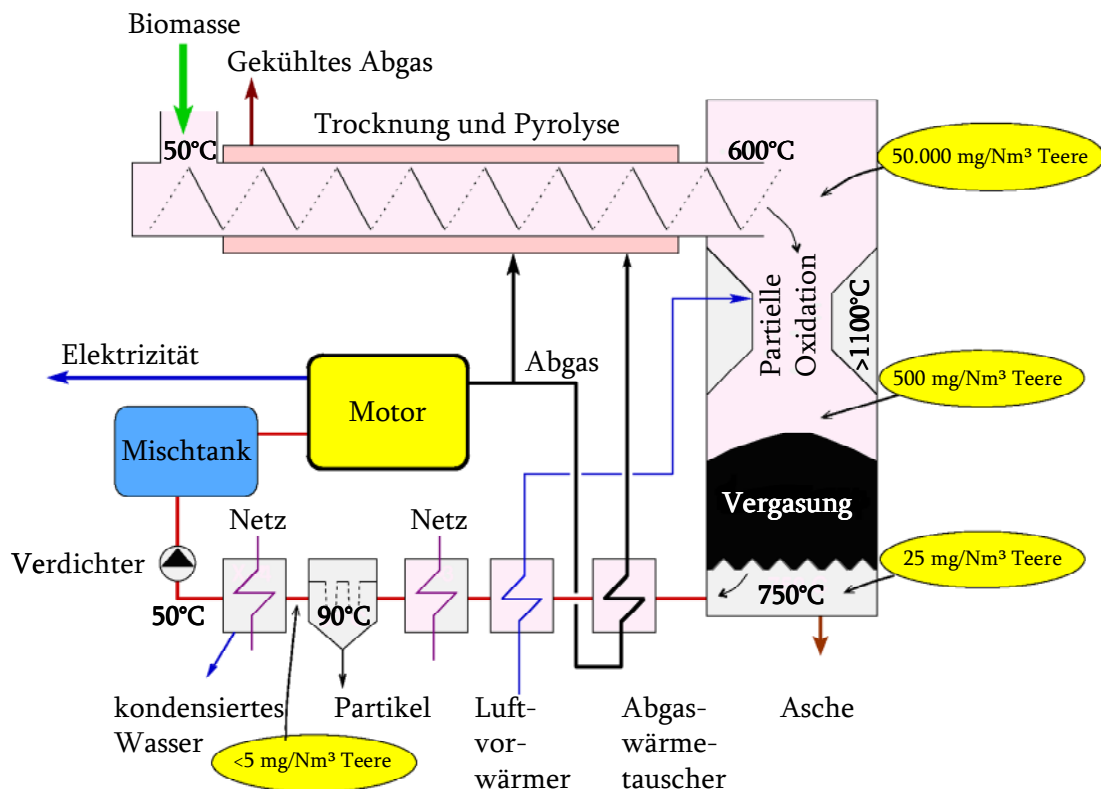 Biomasse
Gekühltes Abgas
Trocknung und Pyrolyse
50°C
600°C
50.000 mg/Nm³ Teere
Partielle
Oxidation
>1100°C
Elektrizität
Abgas
Motor
500 mg/Nm³ Teere
Mischtank
Vergasung
Netz
Netz
Verdichter
25 mg/Nm³ Teere
50°C
90°C
750°C
kondensiertes
Wasser
Partikel
Luft-
vor-
wärmer
Abgas-
wärme-
tauscher
Asche
<5 mg/Nm³ Teere